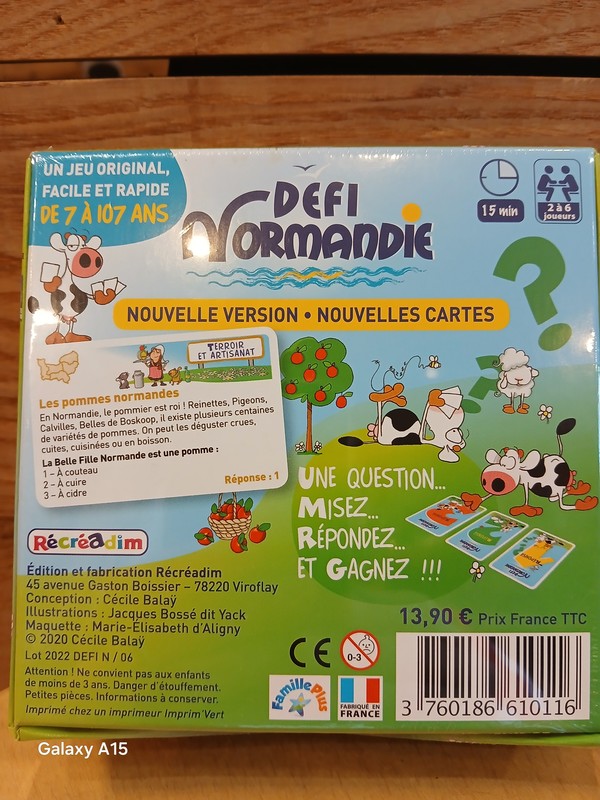 UN JEU ORIGINAL,
FACILE ET RAPIDE
DE 7 À 107 ANS
DEFI
NORMANDIE
15 min
2 à 6
joueurs
NOUVELLE VERSION • NOUVELLES CARTES
TERROIR
ET ARTISANAT
Les pommes normandes
En Normandie, le pommier est roi ! Reinettes, Pigeons,
Calvilles, Belles de Boskoop, il existe plusieurs centaines
de variétés de pommes. On peut les déguster crues,
cuites, cuisinées ou en boisson.
La Belle Fille Normande est une pomme :
1 – À couteau
2 – À cuire
3 – À cidre
Réponse : 1
UNE QUESTION...
MISEZ...
RÉPONDEZ...
ET GAGNEZ !!!
Récréadim
Édition et fabrication Récréadim
45 avenue Gaston Boissier – 78220 Viroflay
Conception : Cécile Balaÿ
Illustrations : Jacques Bossé dit Yack
Maquette : Marie-Elisabeth d'Aligny
© 2020 Cécile Balaÿ
Lot 2022 DEFI N / 06
Attention ! Ne convient pas aux enfants
de moins de 3 ans. Danger d'étouffement.
Petites pièces. Informations à conserver.
Imprimé chez un imprimeur Imprim'Vert
13,90 € Prix France TTC
CE
0-3
Famille Plus
FABRIQUÉ EN
FRANCE
3 760186 610116
Galaxy A15